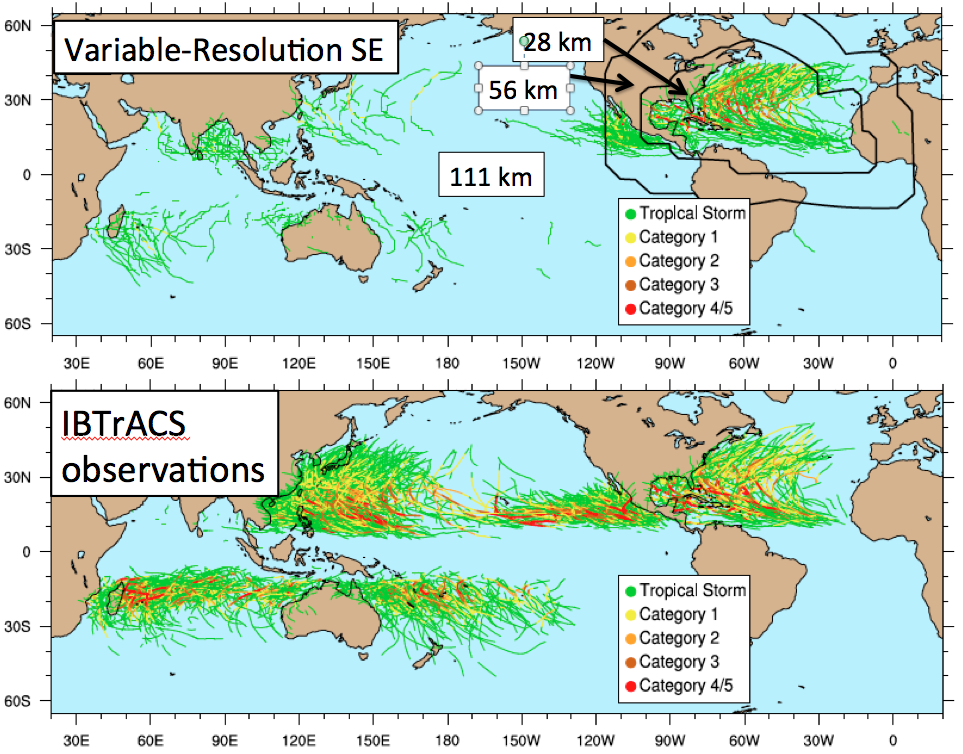 60N
Variable-Resolution SE
28 km
56 km
30N
0
111 km
30S
60S
Tropical Storm
Category 1
Category 2
Category 3
Category 4/5
30E 60E 90E 120E 150E 180 150W 120W 90W 60W 30W 0
60N
IBTrACS
observations
30N
0
30S
60S
Tropical Storm
Category 1
Category 2
Category 3
Category 4/5
30E 60E 90E 120E 150E 180 150W 120W 90W 60W 30W 0